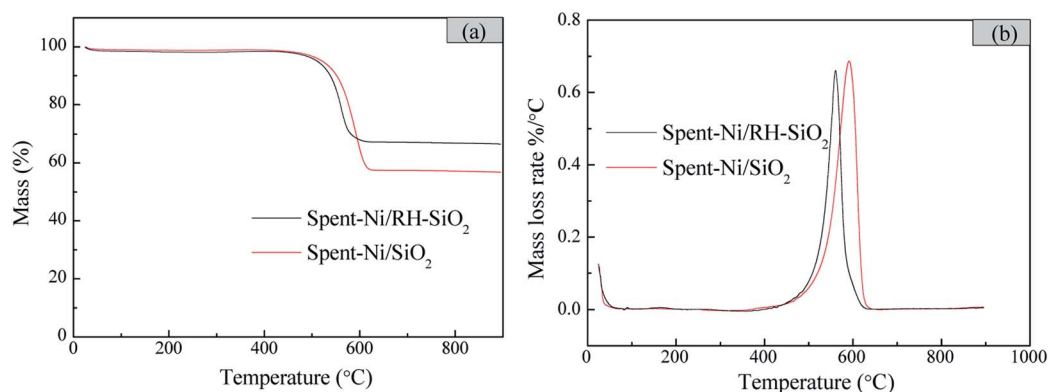 (a)
100
80
60
40
20
0
Mass (%)
Spent-Ni/RH-SiO₂
Spent-Ni/SiO₂
0 200 400 600 800
Temperature (°C)
(b)
0.8
0.6
0.4
0.2
0.0
Mass loss rate %/°C
Spent-Ni/RH-SiO₂
Spent-Ni/SiO₂
0 200 400 600 800 1000
Temperature (°C)